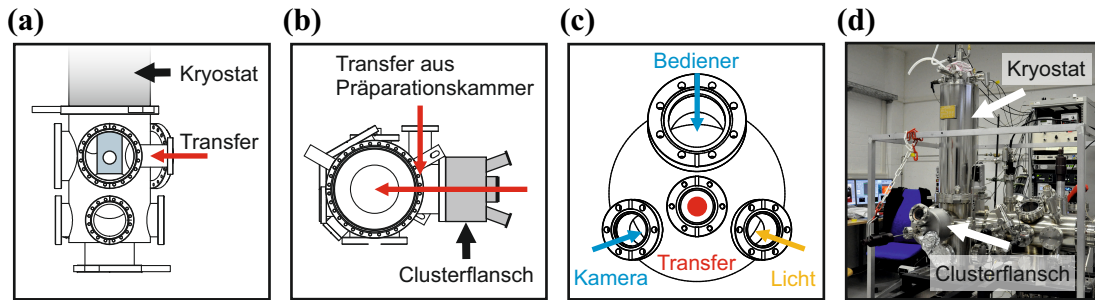 (a)
Kryostat
Transfer
(b)
Transfer aus
Präparationskammer
Clusterflansch
(c)
Bediener
Kamera
Transfer
Licht
(d)
Kryostat
Clusterflansch